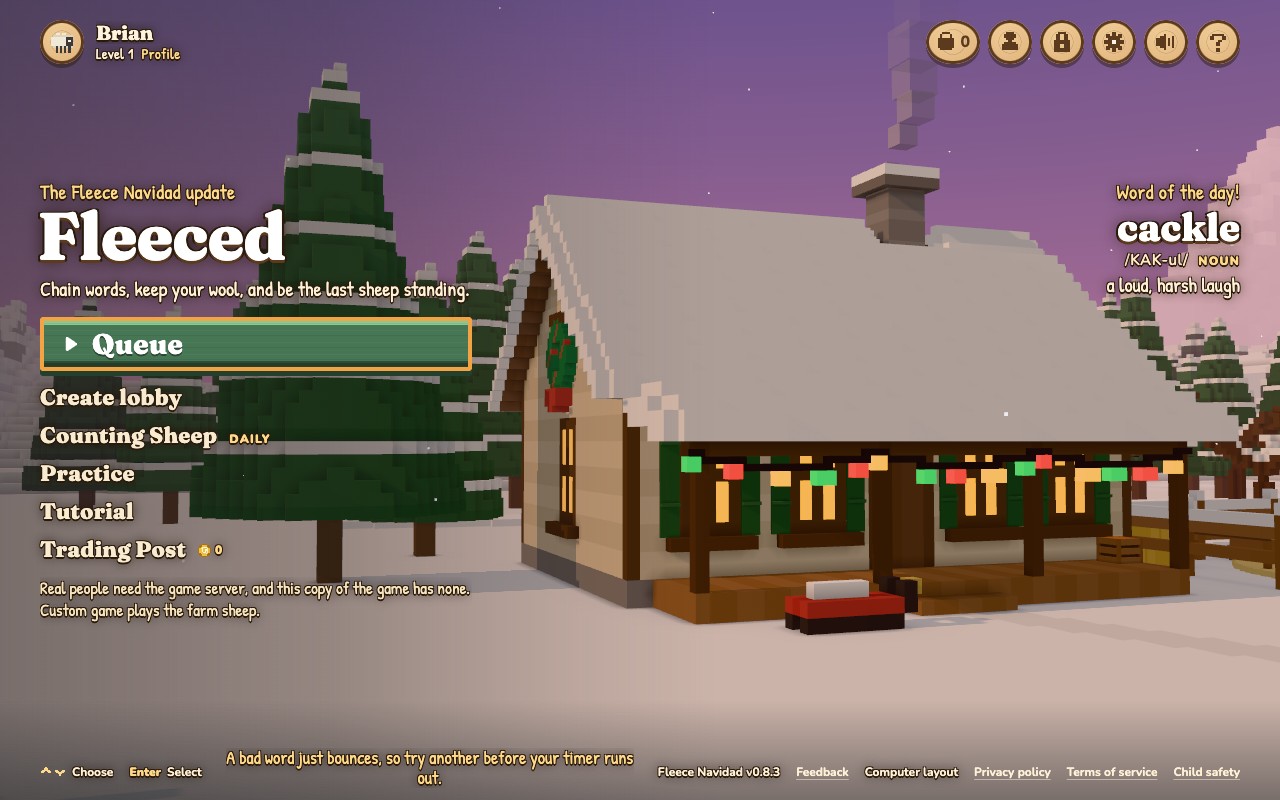 Brian
Level 1 Profile
0
The Fleece Navidad update
Fleeced
Chain words, keep your wool, and be the last sheep standing.
Queue
Create lobby
Counting Sheep DAILY
Practice
Tutorial
Trading Post 0
Real people need the game server, and this copy of the game has none.
Custom game plays the farm sheep.
Word of the day!
cackle
/KAK-ul/ NOUN
a loud, harsh laugh
Choose Enter Select
A bad word just bounces, so try another before your timer runs
out.
Fleece Navidad v0.8.3 Feedback Computer layout Privacy policy Terms of service Child safety